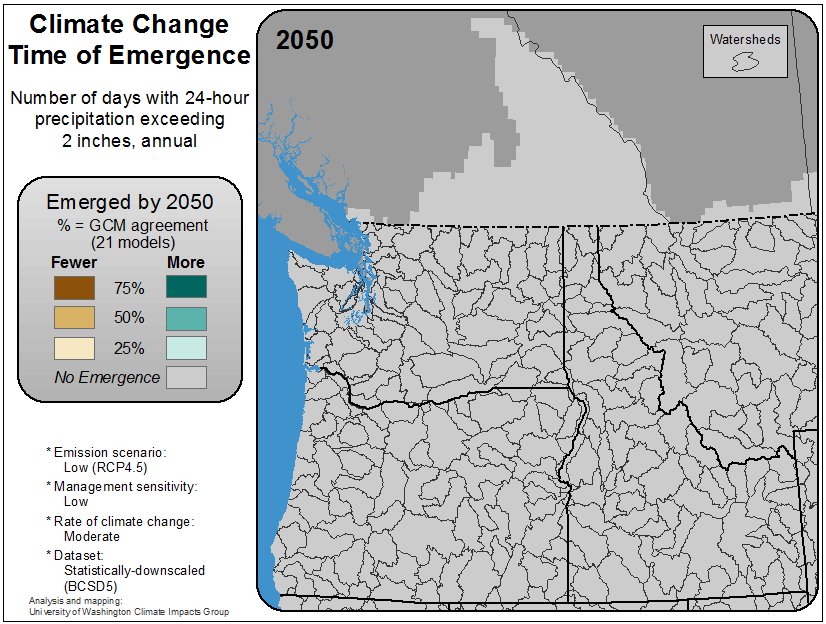 Climate Change
Time of Emergence
Number of days with 24-hour
precipitation exceeding
2 inches, annual
Emerged by 2050
% = GCM agreement
(21 models)
Fewer More
75%
50%
25%
No Emergence
* Emission scenario:
Low (RCP4.5)
* Management sensitivity:
Low
* Rate of climate change:
Moderate
* Dataset:
Statistically-downscaled
(BCSD5)
Analysis and mapping:
University of Washington Climate Impacts Group
2050
Watersheds